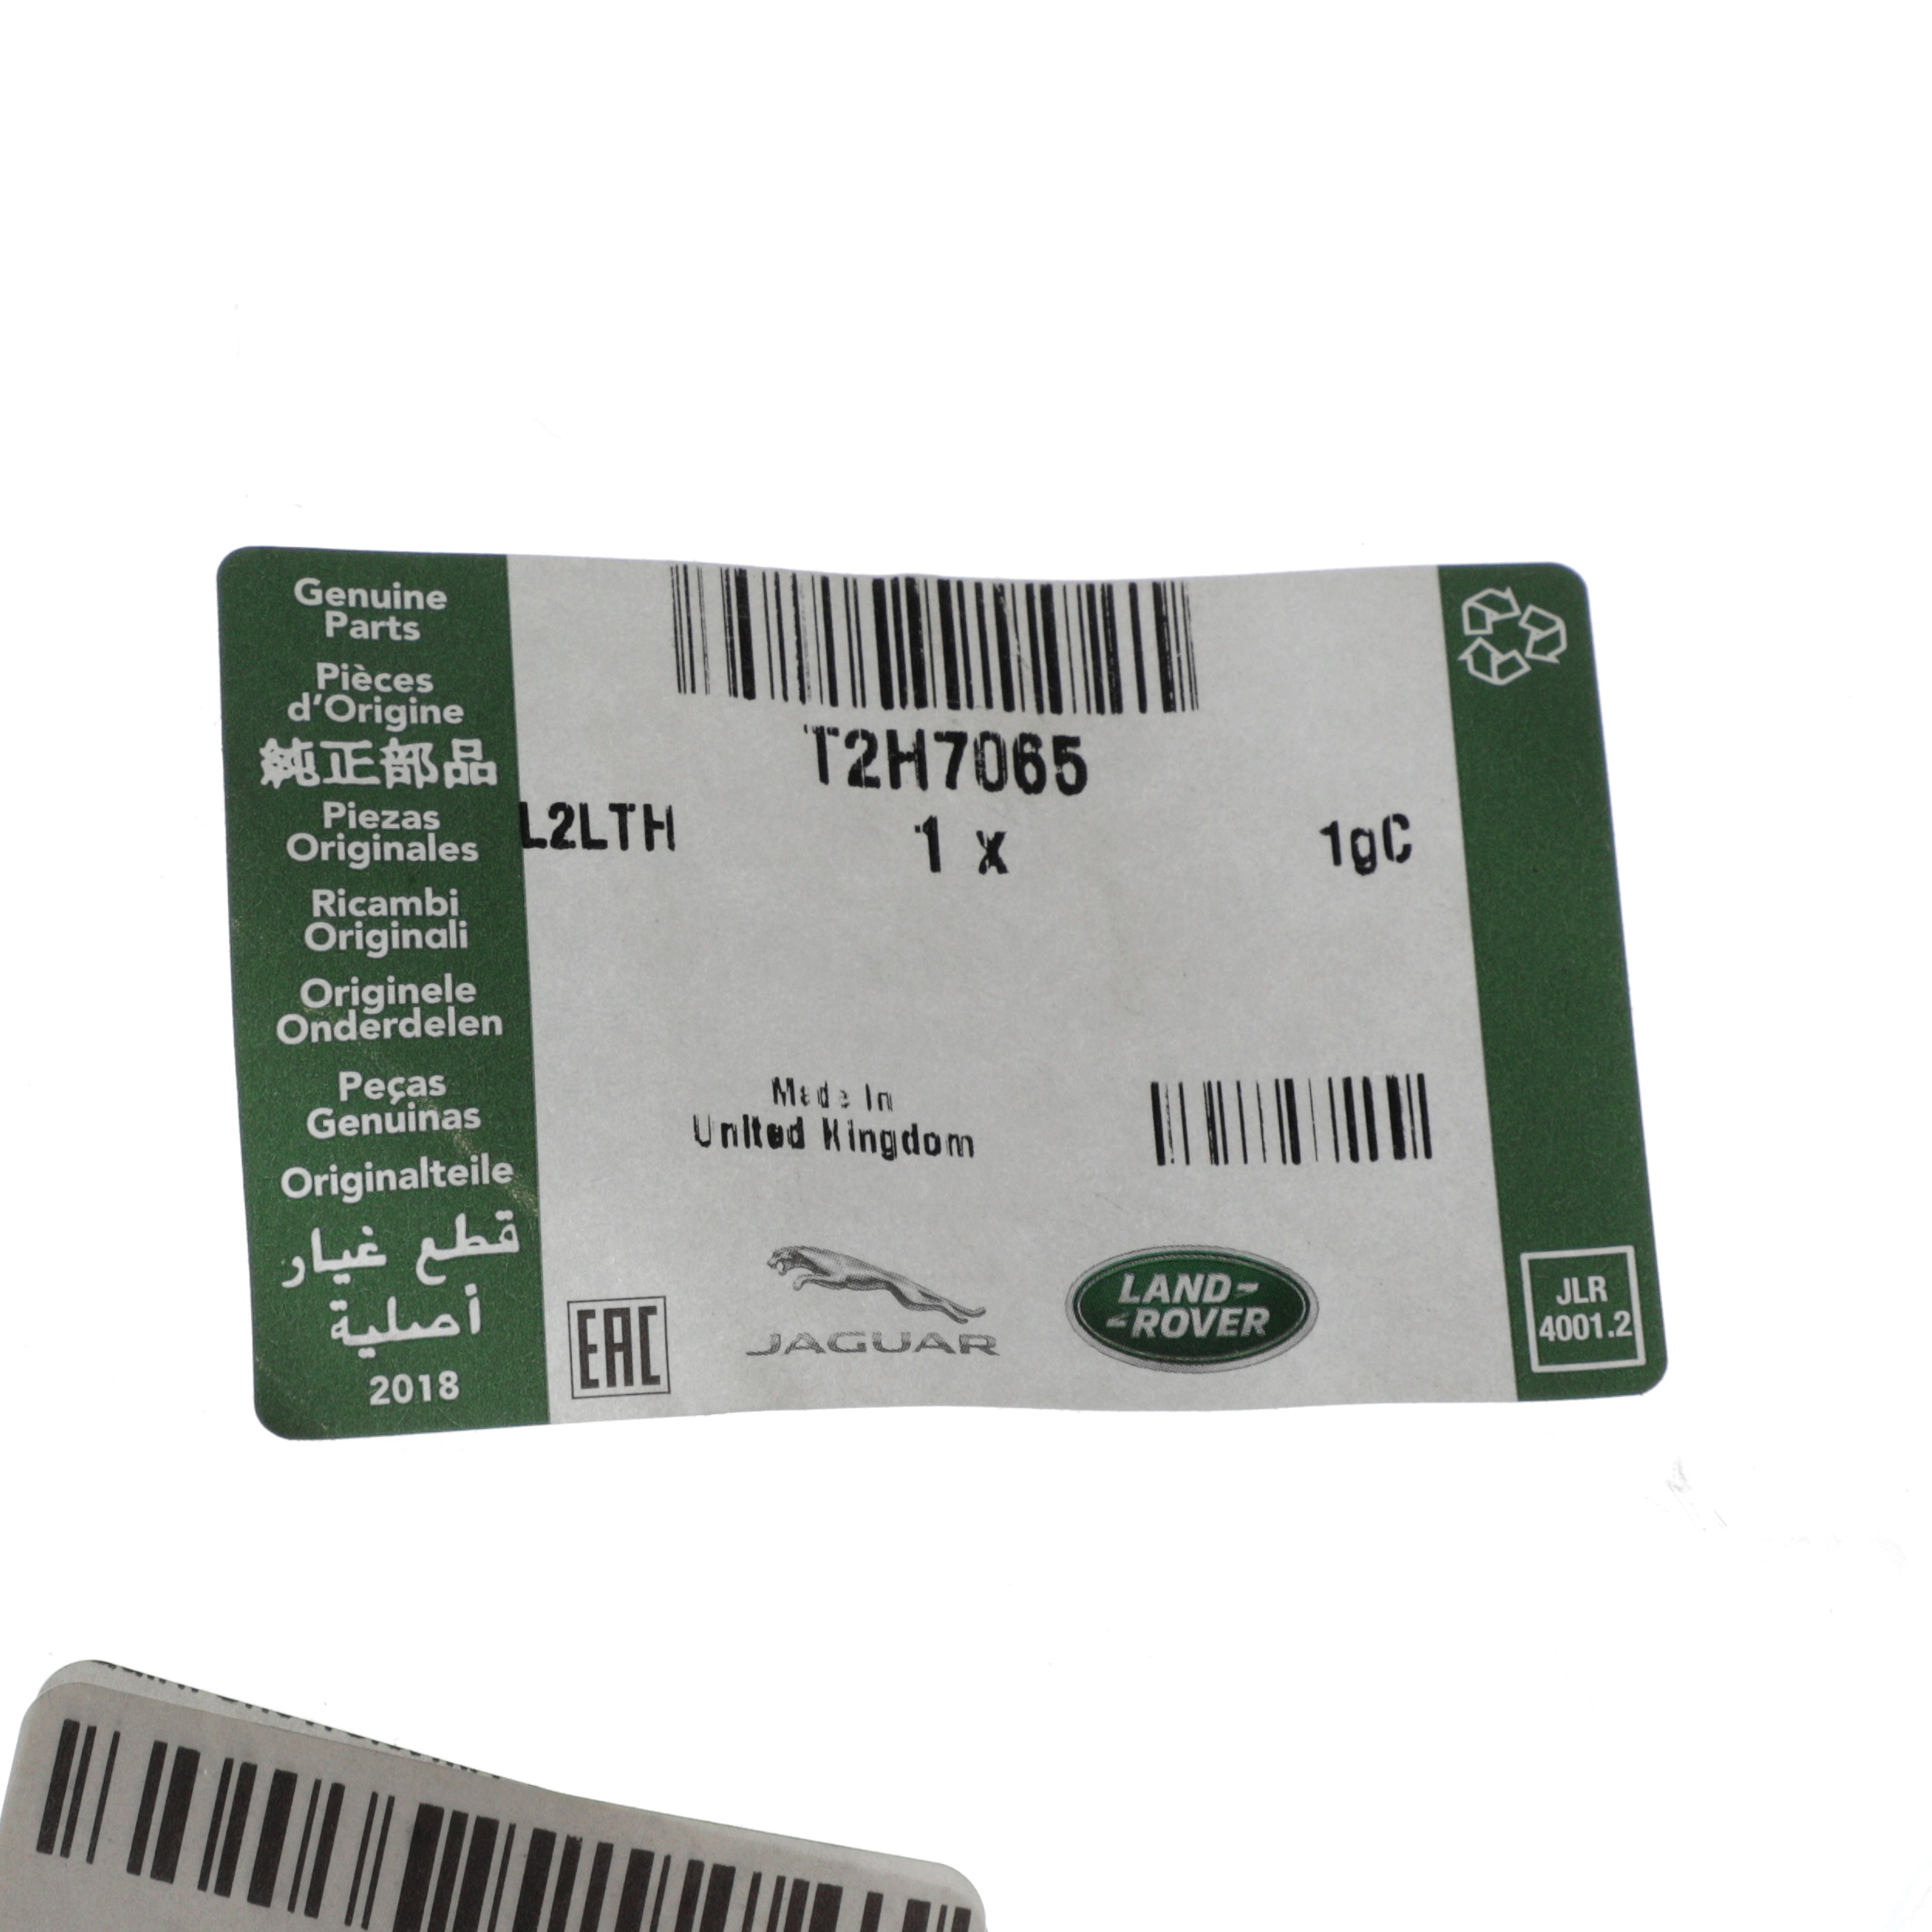 Genuine
Parts
Pièces
d'Origine
純正部品
Piezas
Originales
Ricambi
Originali
Originele
Onderdelen
Peças
Genuinas
Originalteile
قطع غيار
أصلية
2018
T2H7065
L2LTH 1 x 1gC
Made In
United Kingdom
EAC
JAGUAR
LAND-
-ROVER
JLR
4001.2